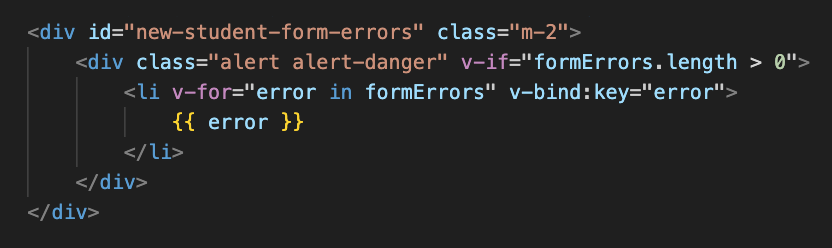 <div id="new-student-form-errors" class="m-2">
<div class="alert alert-danger" v-if="formErrors.length > 0">
<li v-for="error in formErrors" v-bind:key="error">
{{ error }}
</li>
</div>
</div>